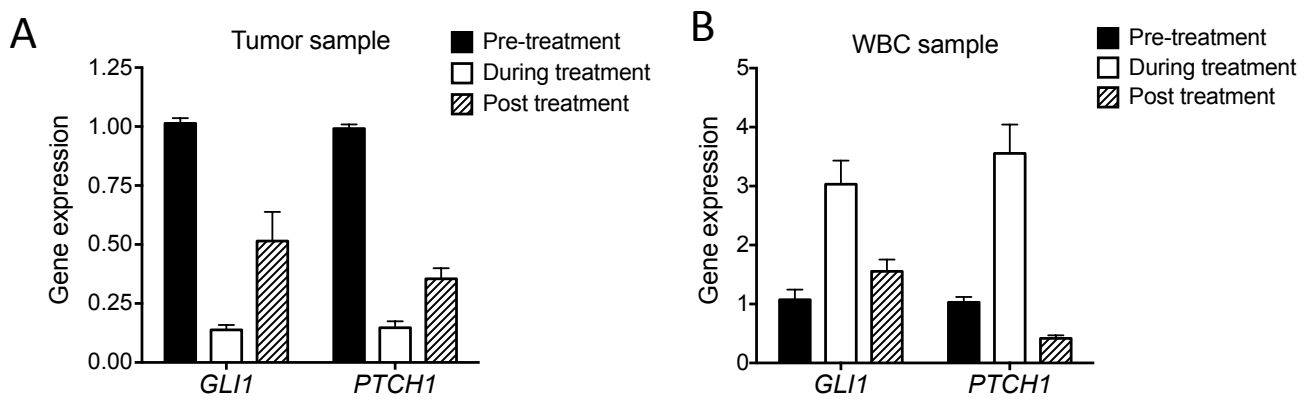 A
Tumor sample
Pre-treatment
During treatment
Post treatment
1.25
1.00
0.75
0.50
0.25
0.00
Gene expression
GLI1
PTCH1
B
WBC sample
Pre-treatment
During treatment
Post treatment
5
4
3
2
1
0
Gene expression
GLI1
PTCH1